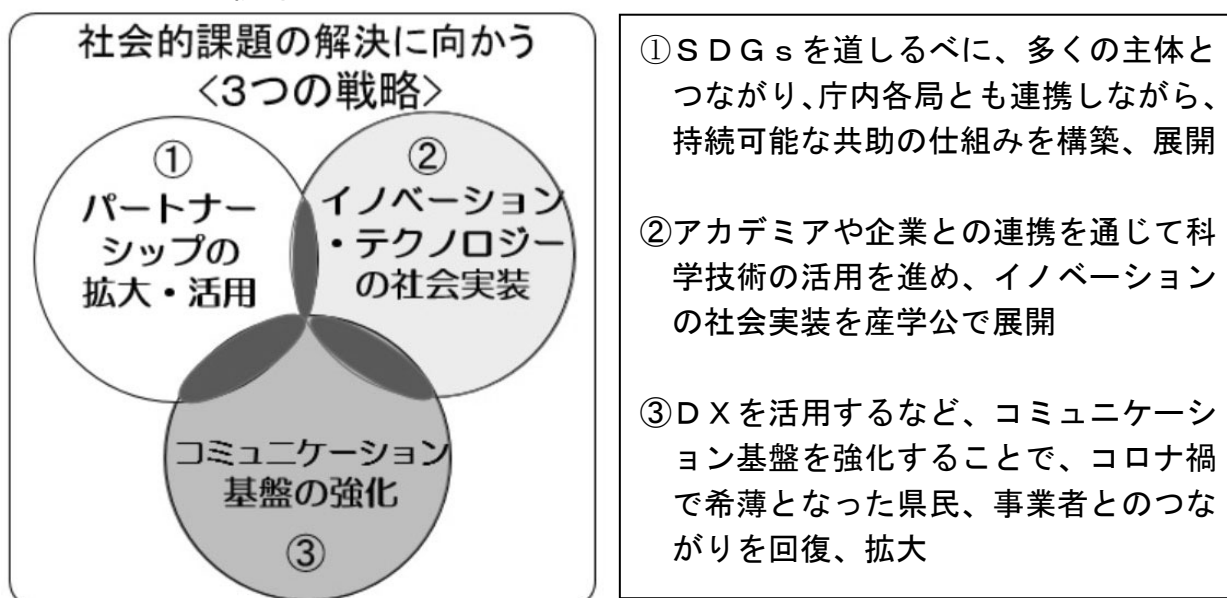 社会的課題の解決に向かう
<3つの戦略>
①
パートナー
シップの
拡大・活用
②
イノベーション
・テクノロジー
の社会実装
コミュニケーション
基盤の強化
③
①ＳＤＧｓを道しるべに、多くの主体と
つながり、庁内各局とも連携しながら、
持続可能な共助の仕組みを構築、展開
②アカデミアや企業との連携を通じて科
学技術の活用を進め、イノベーション
の社会実装を産学公で展開
③ＤＸを活用するなど、コミュニケーシ
ョン基盤を強化することで、コロナ禍
で希薄となった県民、事業者とのつな
がりを回復、拡大